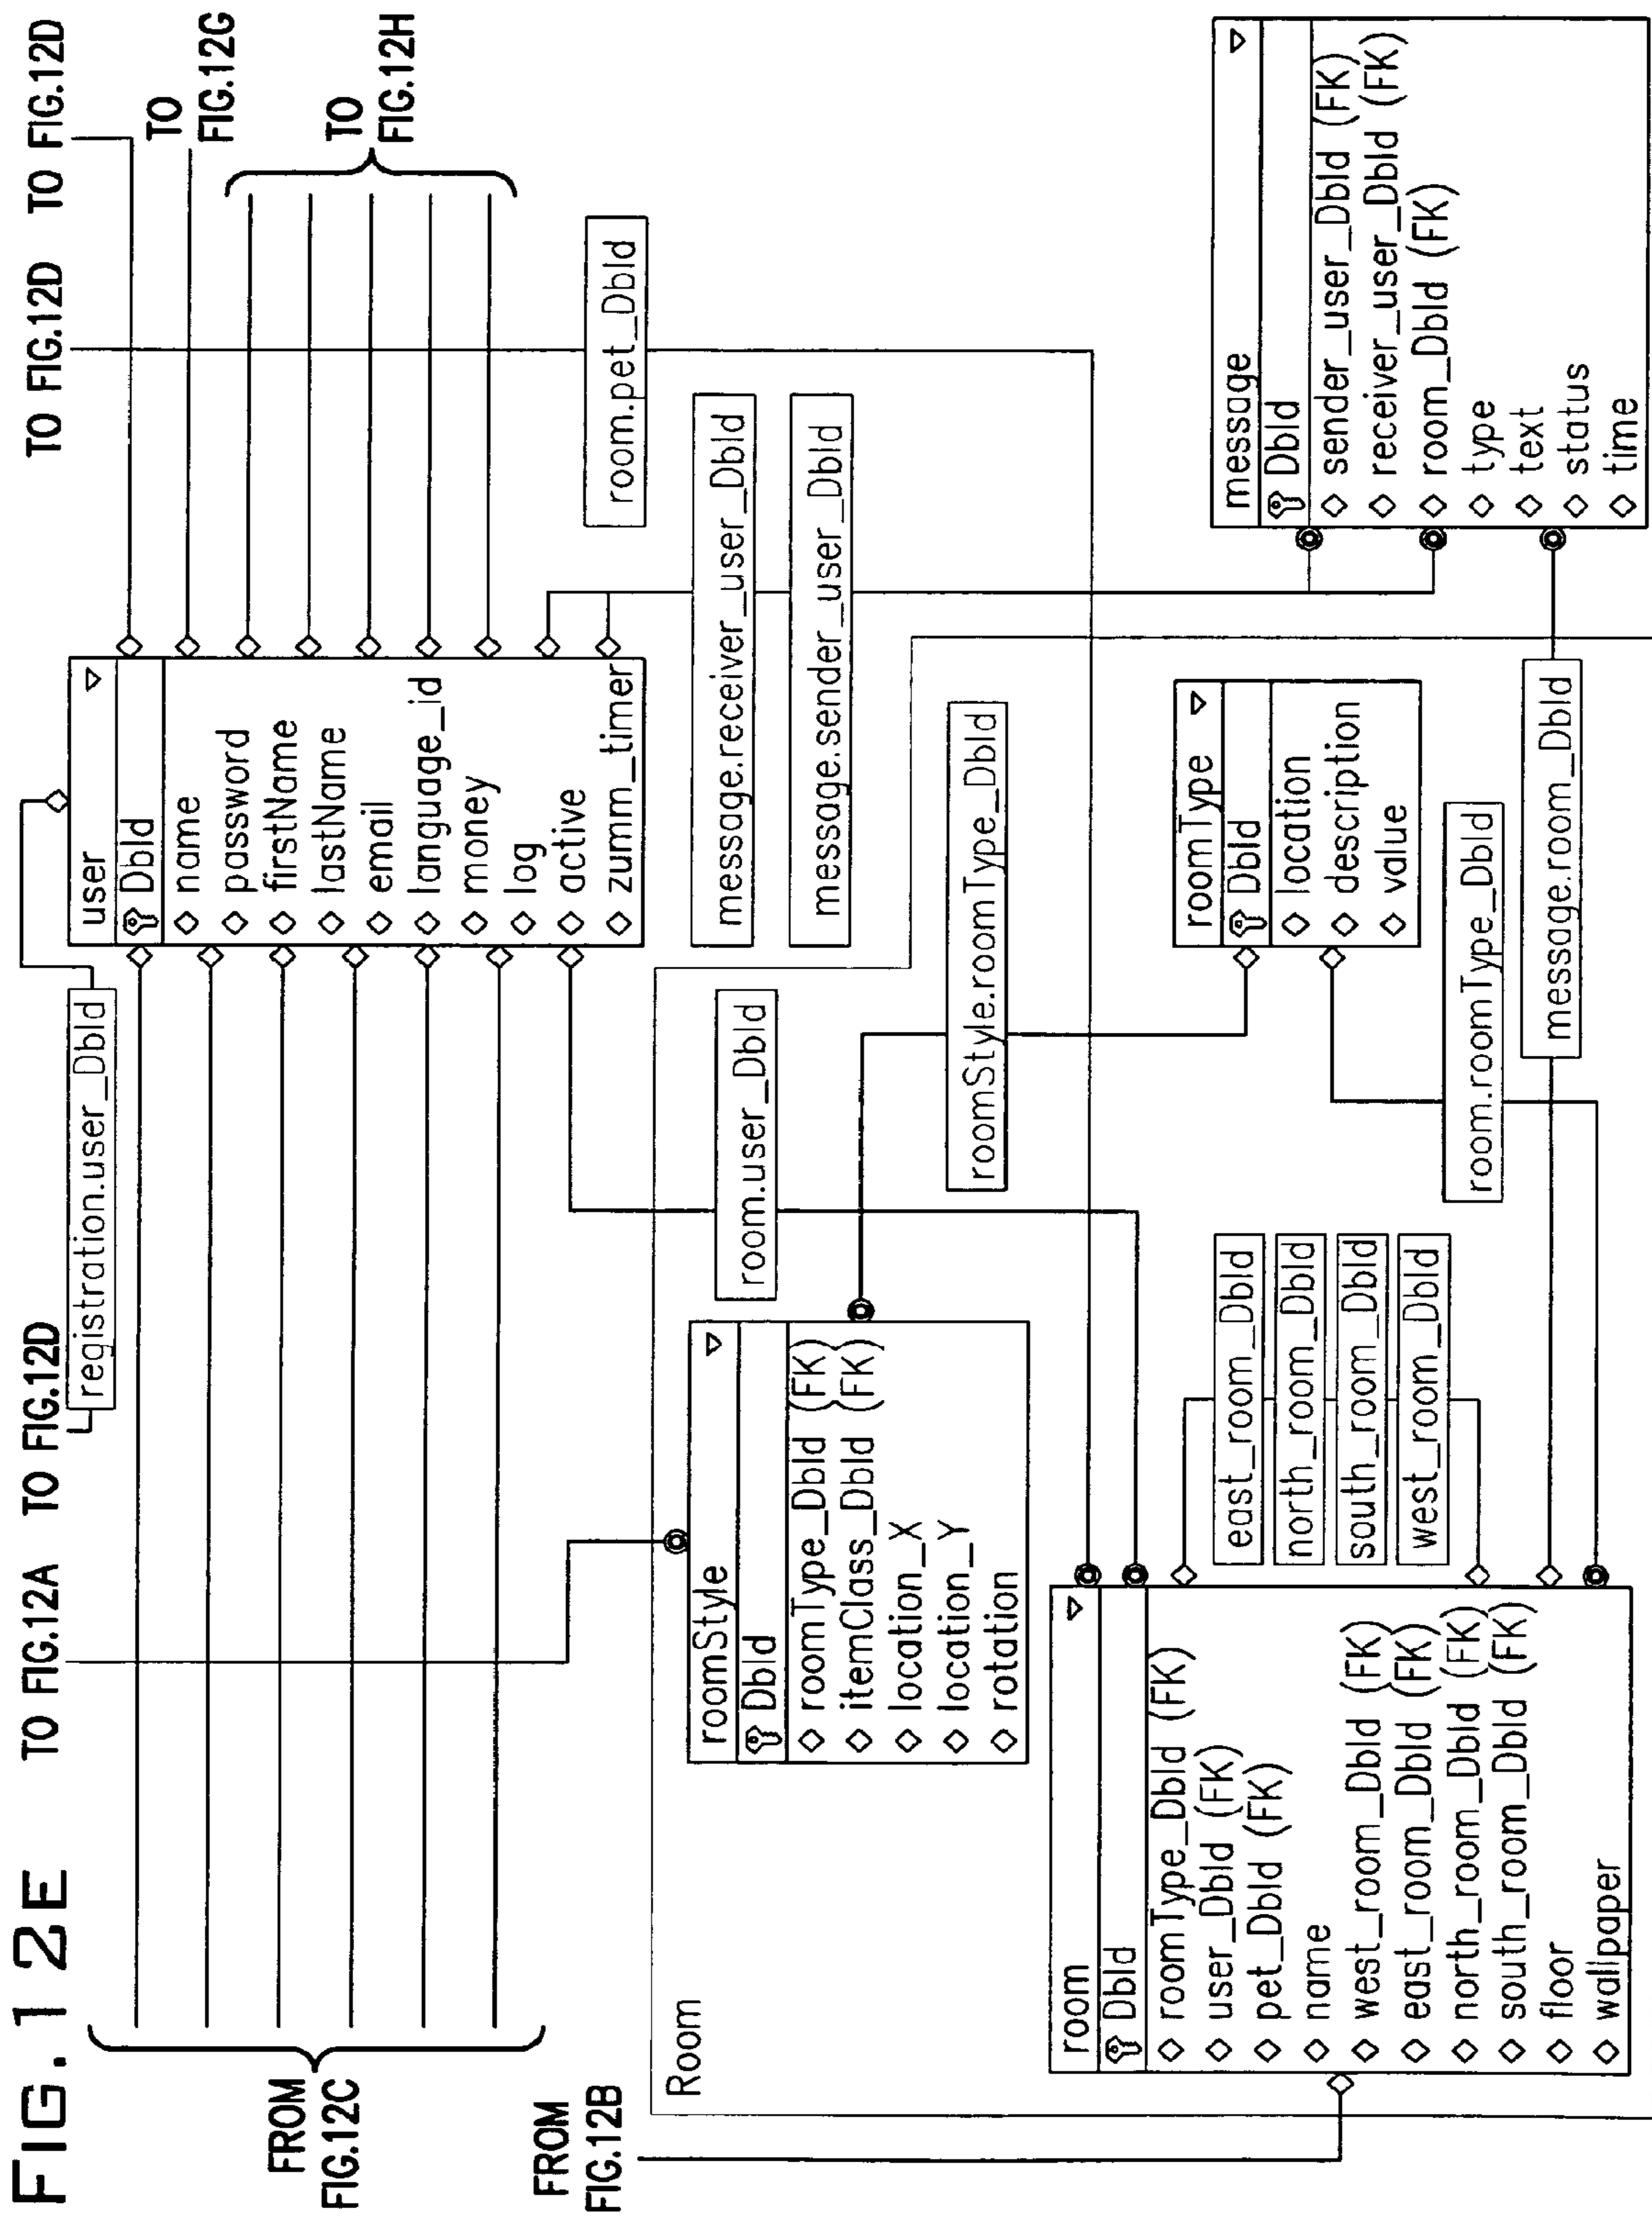 FIG. 12E
TO FIG.12A
TO FIG.12D
TO FIG.12D
TO FIG.12D
registration.user_DbId
FROM
FIG.12C
FROM
FIG.12B
user
DbId
name
password
firstName
lastName
email
language_id
money
log
active
zumm_timer
TO
FIG.12G
TO
FIG.12H
room.pet_DbId
message.receiver_user_DbId
message.sender_user_DbId
room.user_DbId
Room
roomStyle
DbId
roomType_DbId (FK)
itemClass_DbId (FK)
location_X
location_Y
rotation
roomStyle.roomType_DbId
roomType
DbId
location
description
value
room.roomType_DbId
message.room_DbId
room
DbId
roomType_DbId (FK)
user_DbId (FK)
pet_DbId (FK)
name
west_room_DbId (FK)
east_room_DbId (FK)
north_room_DbId (FK)
south_room_DbId (FK)
floor
wallpaper
east_room_DbId
north_room_DbId
south_room_DbId
west_room_DbId
message
DbId
sender_user_DbId (FK)
receiver_user_DbId (FK)
room_DbId (FK)
type
text
status
time